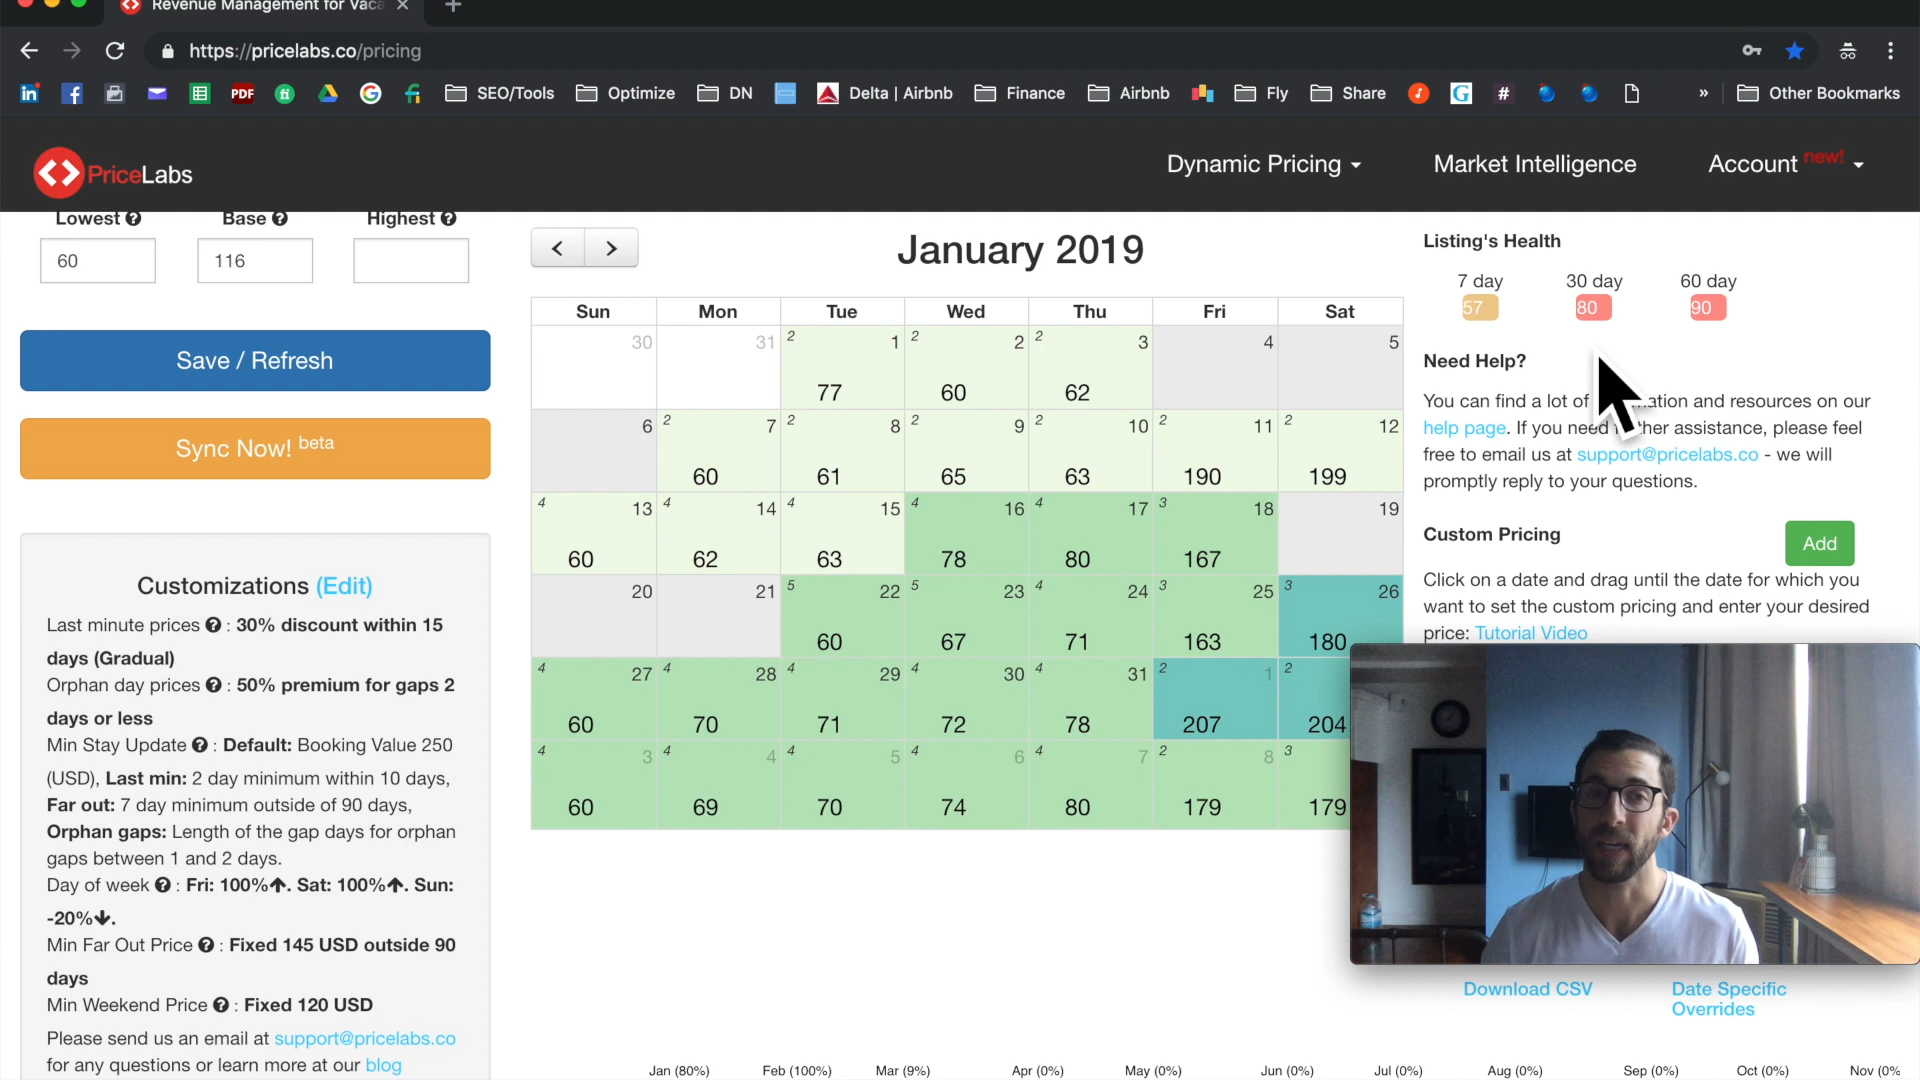 Revenue Management for Vaca
https://pricelabs.co/pricing
in
PDF
fi
G
SEO/Tools
Optimize
DN
Delta | Airbnb
Finance
Airbnb
Fly
Share
G
#
»
Other Bookmarks
PriceLabs
Dynamic Pricing
Market Intelligence
Account new!
Lowest Base Highest
60 116
Save / Refresh
Sync Now! beta
Customizations (Edit)
Last minute prices : 30% discount within 15
days (Gradual)
Orphan day prices : 50% premium for gaps 2
days or less
Min Stay Update : Default: Booking Value 250
(USD), Last min: 2 day minimum within 10 days,
Far out: 7 day minimum outside of 90 days,
Orphan gaps: Length of the gap days for orphan
gaps between 1 and 2 days.
Day of week : Fri: 100%↑. Sat: 100%↑. Sun:
-20%↓.
Min Far Out Price : Fixed 145 USD outside 90
days
Min Weekend Price : Fixed 120 USD
Please send us an email at support@pricelabs.co
for any questions or learn more at our blog
January 2019
Sun Mon Tue Wed Thu Fri Sat
30 31 2 1 2 2 2 3 4 5
77 60 62
6 2 7 2 8 2 9 2 10 2 11 2 12
60 61 65 63 190 199
4 13 4 14 4 15 4 16 4 17 3 18 19
60 62 63 78 80 167
20 21 5 22 5 23 4 24 3 25 3 26
60 67 71 163 180
4 27 4 28 4 29 4 30 4 31 2 1 2
60 70 71 72 78 207 204
4 3 4 4 4 5 4 6 4 7 2 8 3
60 69 70 74 80 179 179
Listing's Health
7 day 30 day 60 day
57 80 90
Need Help?
You can find a lot of and resources on our
help page. If you need assistance, please feel
free to email us at support@pricelabs.co - we will
promptly reply to your questions.
Custom Pricing
Add
Click on a date and drag until the date for which you
want to set the custom pricing and enter your desired
price: Tutorial Video
Download CSV
Date Specific
Overrides
Jan (80%) Feb (100%) Mar (9%) Apr (0%) May (0%) Jun (0%) Jul (0%) Aug (0%) Sep (0%) Oct (0%) Nov (0%